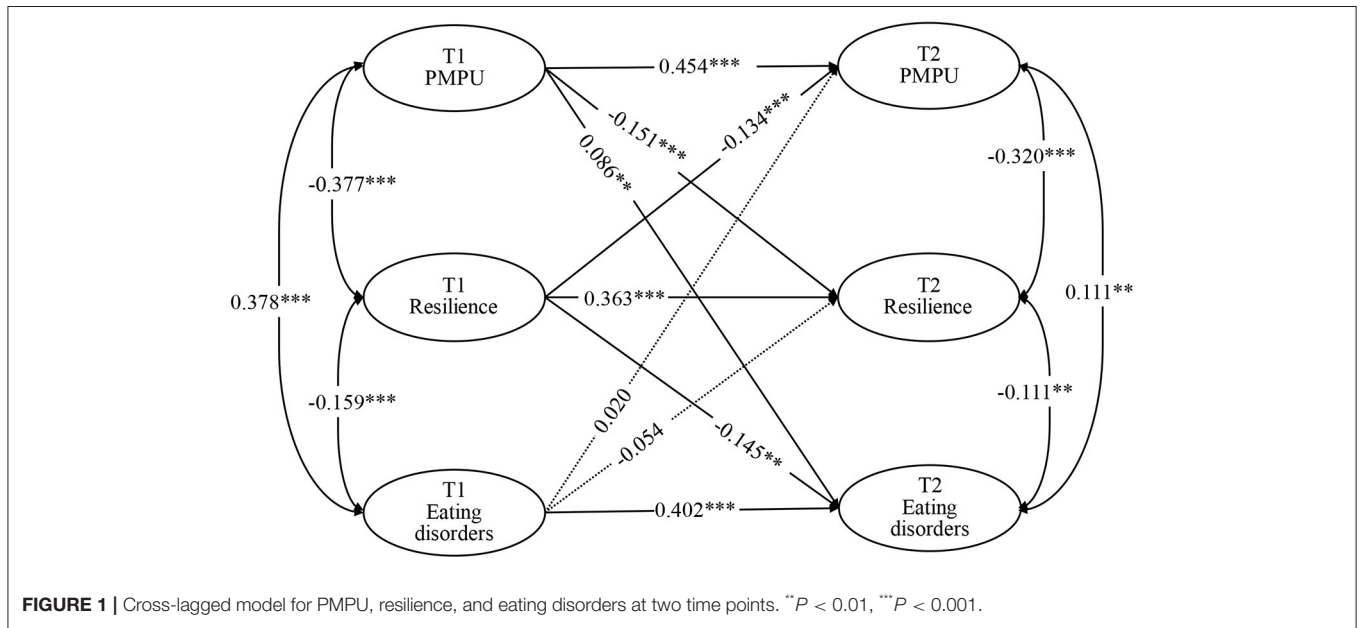 T1
PMPU
T2
PMPU
0.454***
-0.151***
-0.134***
0.086**
-0.377***
-0.320***
T1
Resilience
T2
Resilience
0.378***
0.363***
0.111**
-0.159***
-0.111**
0.020
-0.054
-0.145**
T1
Eating
disorders
T2
Eating
disorders
0.402***
FIGURE 1 | Cross-lagged model for PMPU, resilience, and eating disorders at two time points. **P < 0.01, ***P < 0.001.